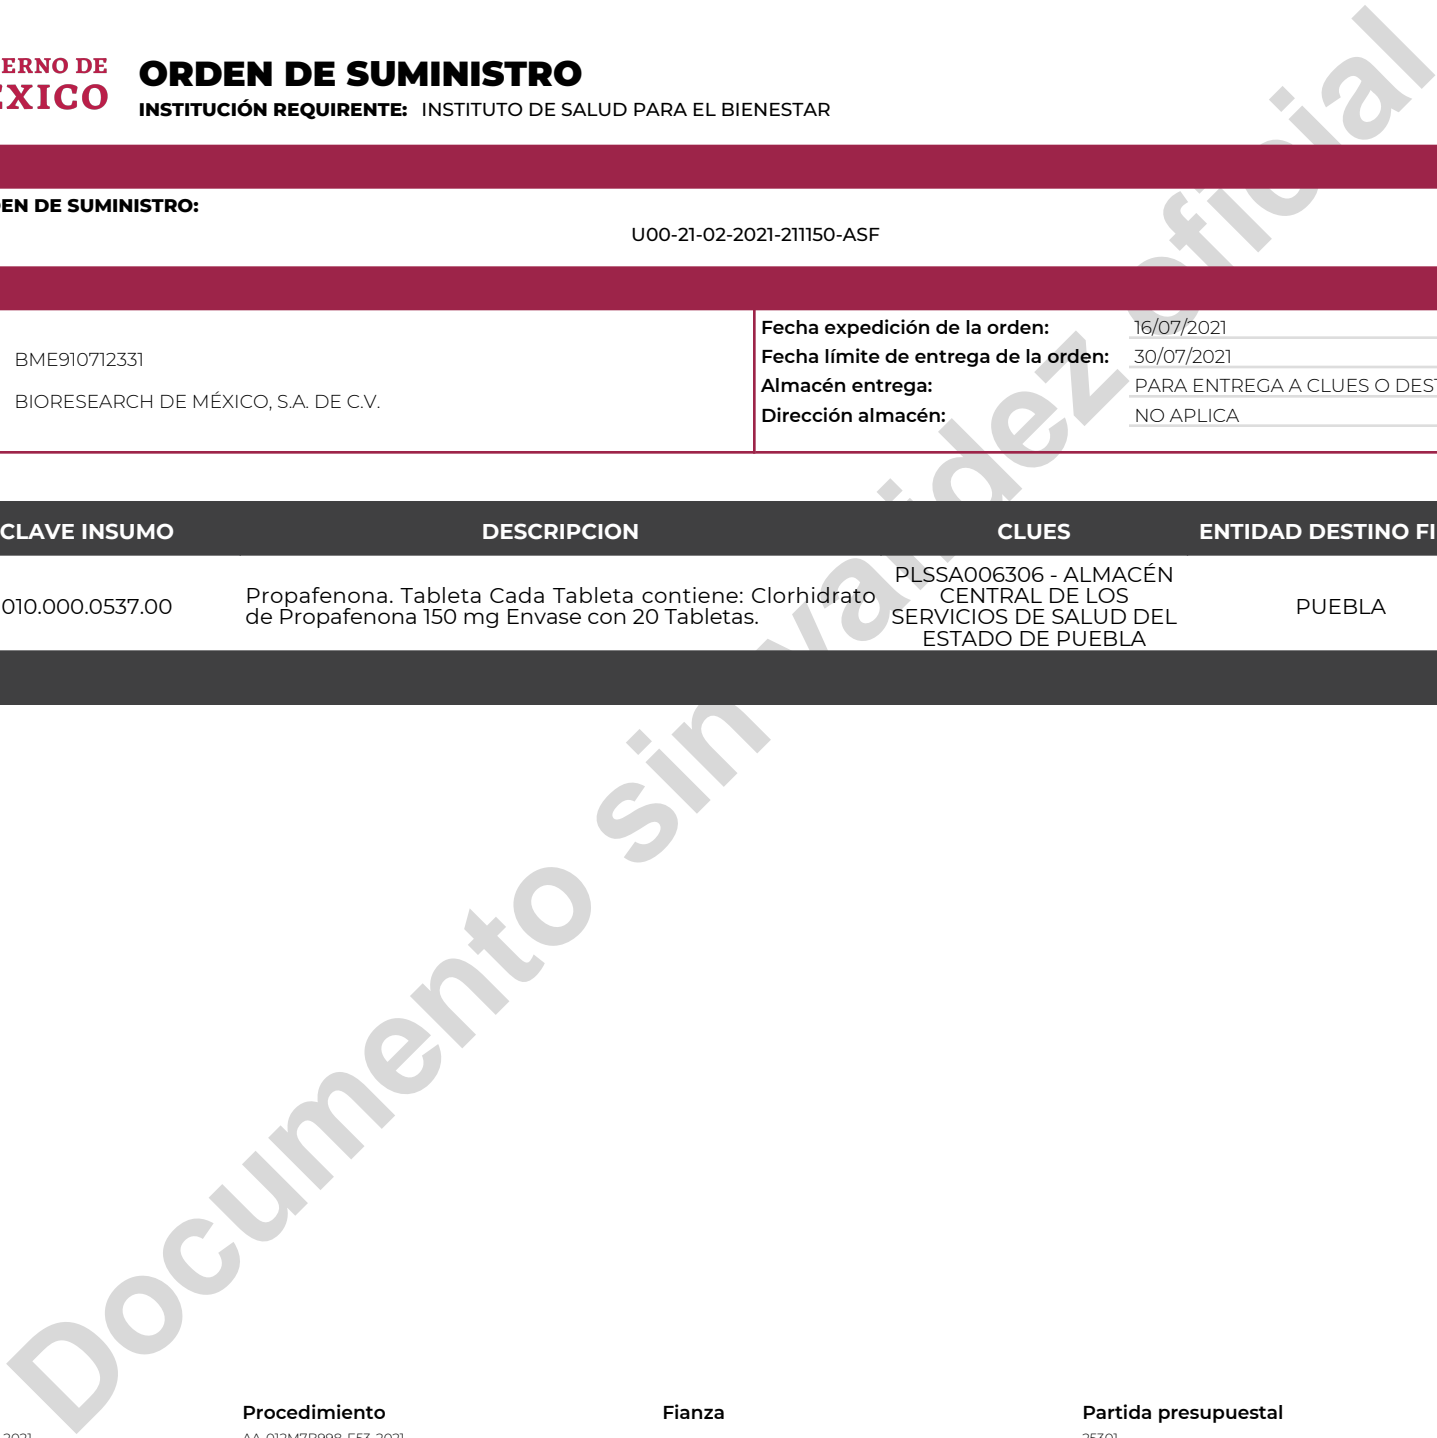 ERNO DE
ÉXICO
ORDEN DE SUMINISTRO
INSTITUCIÓN REQUIRENTE: INSTITUTO DE SALUD PARA EL BIENESTAR
EN DE SUMINISTRO:
U00-21-02-2021-211150-ASF
BME910712331
BIORESEARCH DE MÉXICO, S.A. DE C.V.
Fecha expedición de la orden: 16/07/2021
Fecha límite de entrega de la orden: 30/07/2021
Almacén entrega: PARA ENTREGA A CLUES O DEST
Dirección almacén: NO APLICA
CLAVE INSUMO DESCRIPCION CLUES ENTIDAD DESTINO FI
010.000.0537.00
Propafenona. Tableta Cada Tableta contiene: Clorhidrato
de Propafenona 150 mg Envase con 20 Tabletas.
PLSSA006306 - ALMACÉN
CENTRAL DE LOS
SERVICIOS DE SALUD DEL
ESTADO DE PUEBLA
PUEBLA
Documento sin validez oficial
Procedimiento Fianza Partida presupuestal